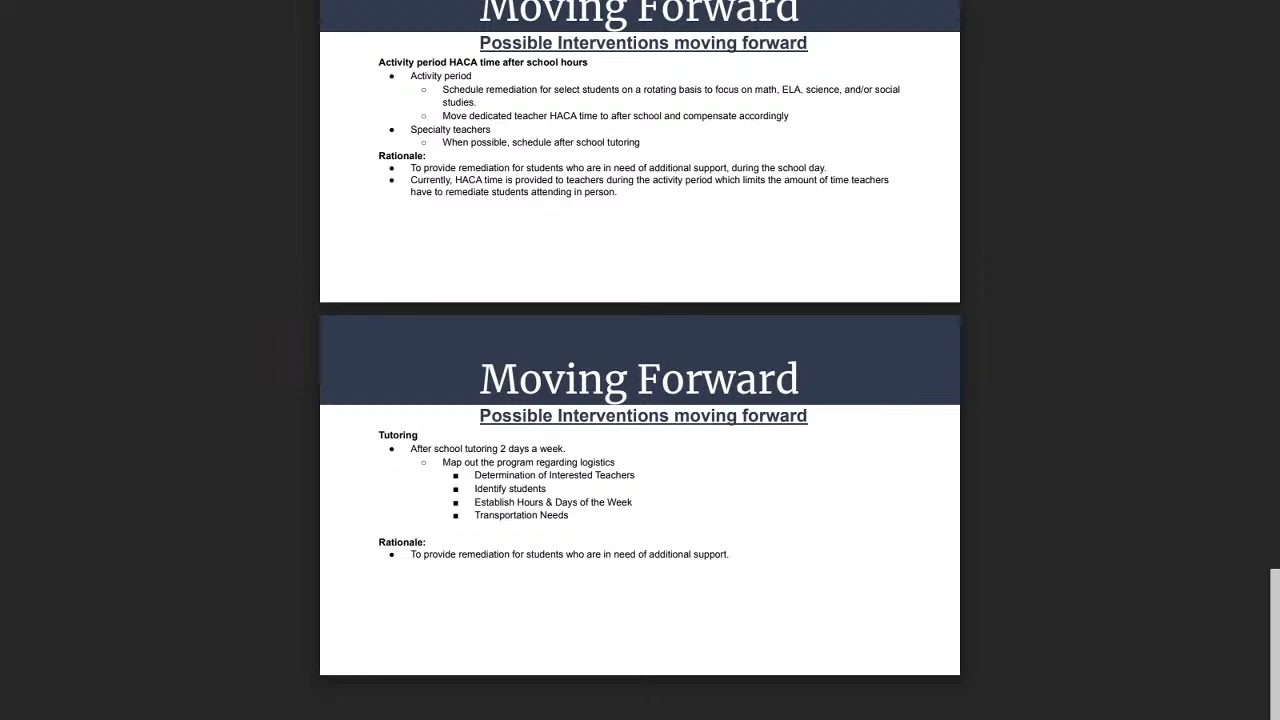 Moving Forward
Possible Interventions moving forward
Activity period HACA time after school hours
● Activity period
○ Schedule remediation for select students on a rotating basis to focus on math, ELA, science, and/or social
studies.
○ Move dedicated teacher HACA time to after school and compensate accordingly
● Specialty teachers
○ When possible, schedule after school tutoring
Rationale:
● To provide remediation for students who are in need of additional support, during the school day.
● Currently, HACA time is provided to teachers during the activity period which limits the amount of time teachers
have to remediate students attending in person.
Moving Forward
Possible Interventions moving forward
Tutoring
● After school tutoring 2 days a week.
○ Map out the program regarding logistics
■ Determination of Interested Teachers
■ Identify students
■ Establish Hours & Days of the Week
■ Transportation Needs
Rationale:
● To provide remediation for students who are in need of additional support.